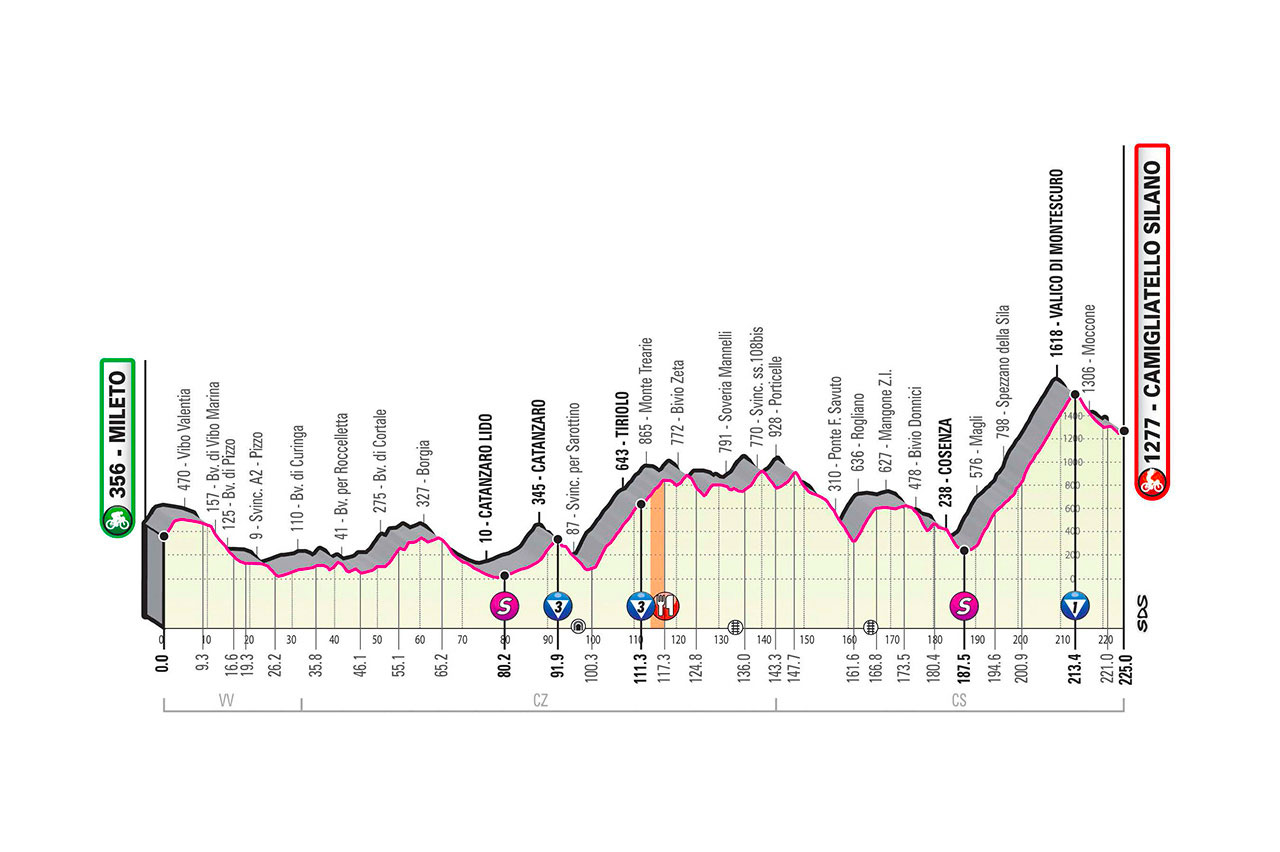 356 - MILETO
470 - Vibo Valentia
157 - Bv. di Vibo Marina
125 - Bv. di Pizzo
9 - Svinc. A2 - Pizzo
110 - Bv. di Curinga
41 - Bv. per Roccelletta
275 - Bv. di Cortale
327 - Borgia
10 - CATANZARO LIDO
345 - CATANZARO
87 - Svinc. per Sarottino
643 - TIRIOLO
865 - Monte Trearie
772 - Bivio Zeta
791 - Soveria Mannelli
770 - Svinc. ss.108bis
928 - Porticelle
310 - Ponte F. Savuto
636 - Rogliano
627 - Mangone Z.I.
478 - Bivio Donnici
238 - COSENZA
576 - Magli
798 - Spezzano della Sila
1618 - VALICO DI MONTESCURO
1306 - Moccone
1277 - CAMIGLIATELLO SILANO
1400
1200
1000
800
600
400
200
0
S 3 3 S 1
SDS
0 10 20 30 40 50 60 70 80 90 100 110 120 130 140 150 160 170 180 190 200 210 220
0.0 9.3 16.6 19.3 26.2 35.8 46.1 55.1 65.2 80.2 91.9 100.3 111.3 117.3 124.8 136.0 143.3 147.7 161.6 166.8 173.5 180.4 187.5 194.6 200.9 213.4 221.0 225.0
VV CZ CS